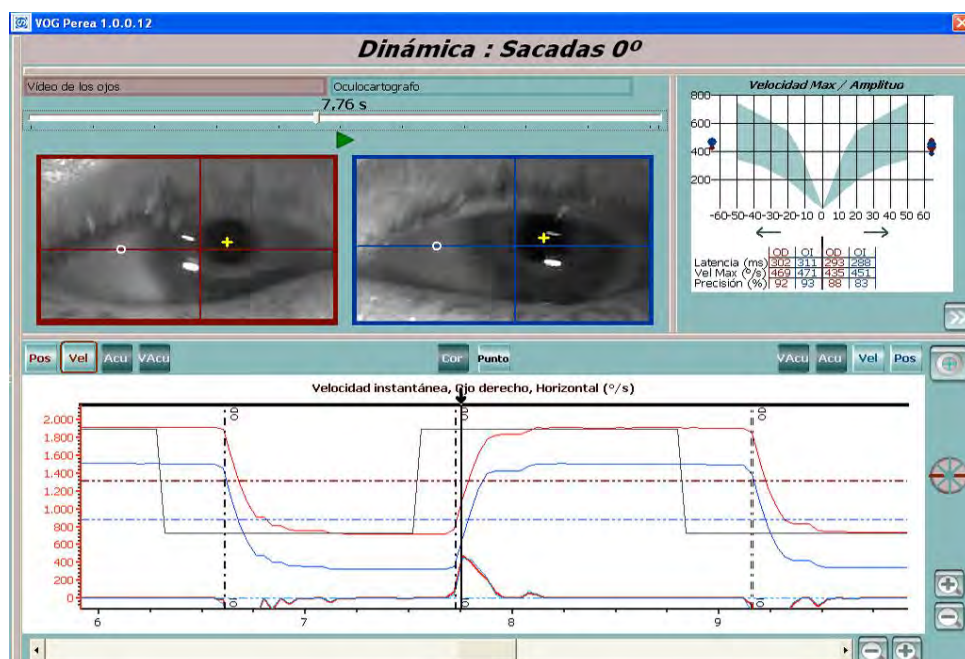 VOG Perea 1.0.0.12
Dinámica : Sacadas 0º
Vídeo de los ojos
Oculocartografo
7,76 s
Velocidad Max / Amplitud
800
600
400
200
-60-50-40-30-20-10 0 10 20 30 40 50 60
OD OI OD OI
Latencia (ms) 302 311 293 288
Vel Max (º/s) 469 471 435 451
Precisión (%) 92 93 88 83
Pos Vel Acu VAcu Cor Punto VAcu Acu Vel Pos
Velocidad instantánea, Ojo derecho, Horizontal (°/s)
2.000
1.800
1.600
1.400
1.200
1.000
800
600
400
200
0
6 7 8 9